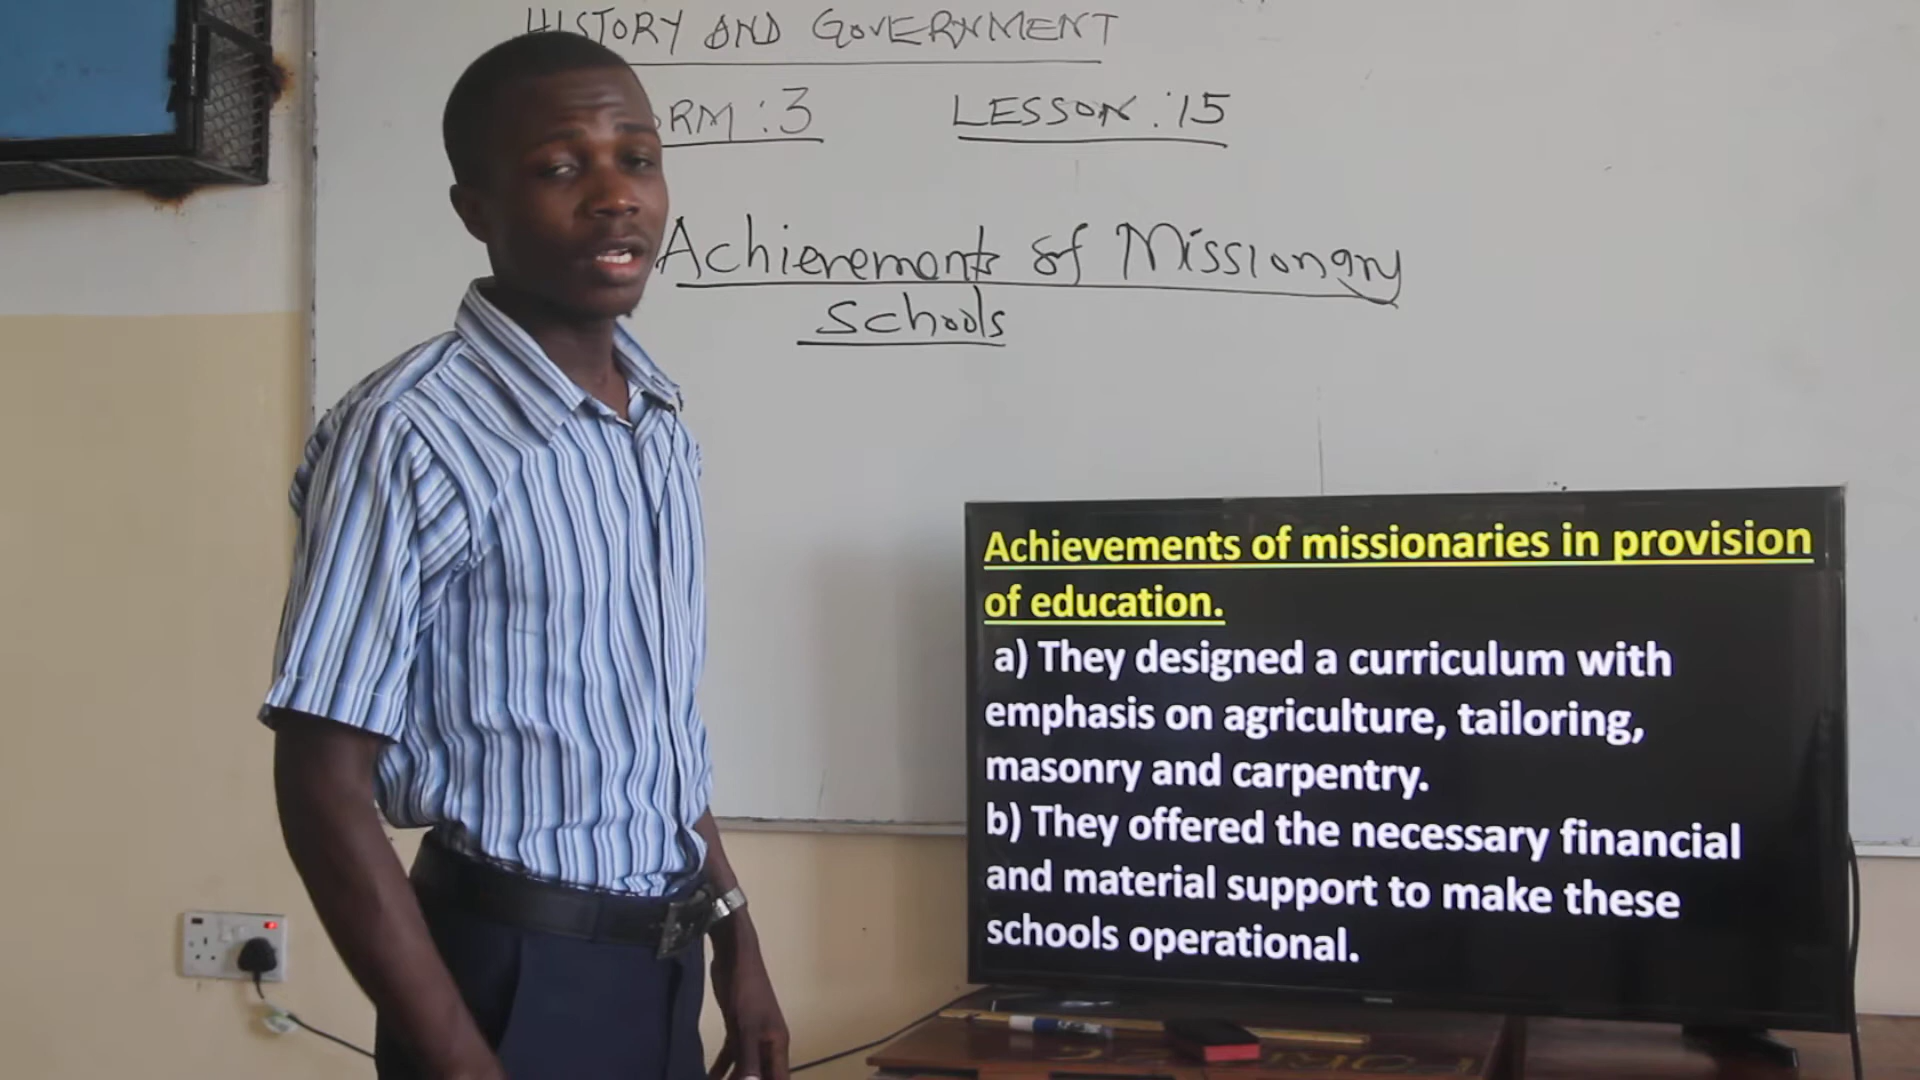 HISTORY AND GOVERNMENT
ORM : 3 LESSON : 15
Achievements of Missionary
Schools
Achievements of missionaries in provision
of education.
a) They designed a curriculum with
emphasis on agriculture, tailoring,
masonry and carpentry.
b) They offered the necessary financial
and material support to make these
schools operational.